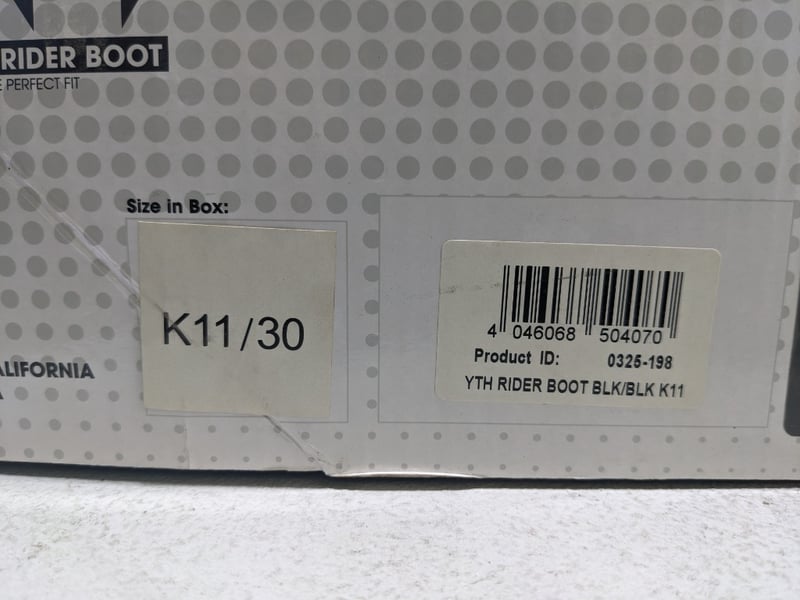 RIDER BOOT
PERFECT FIT
Size in Box:
K11/30
4 046068 504070
Product ID: 0325-198
YTH RIDER BOOT BLK/BLK K11